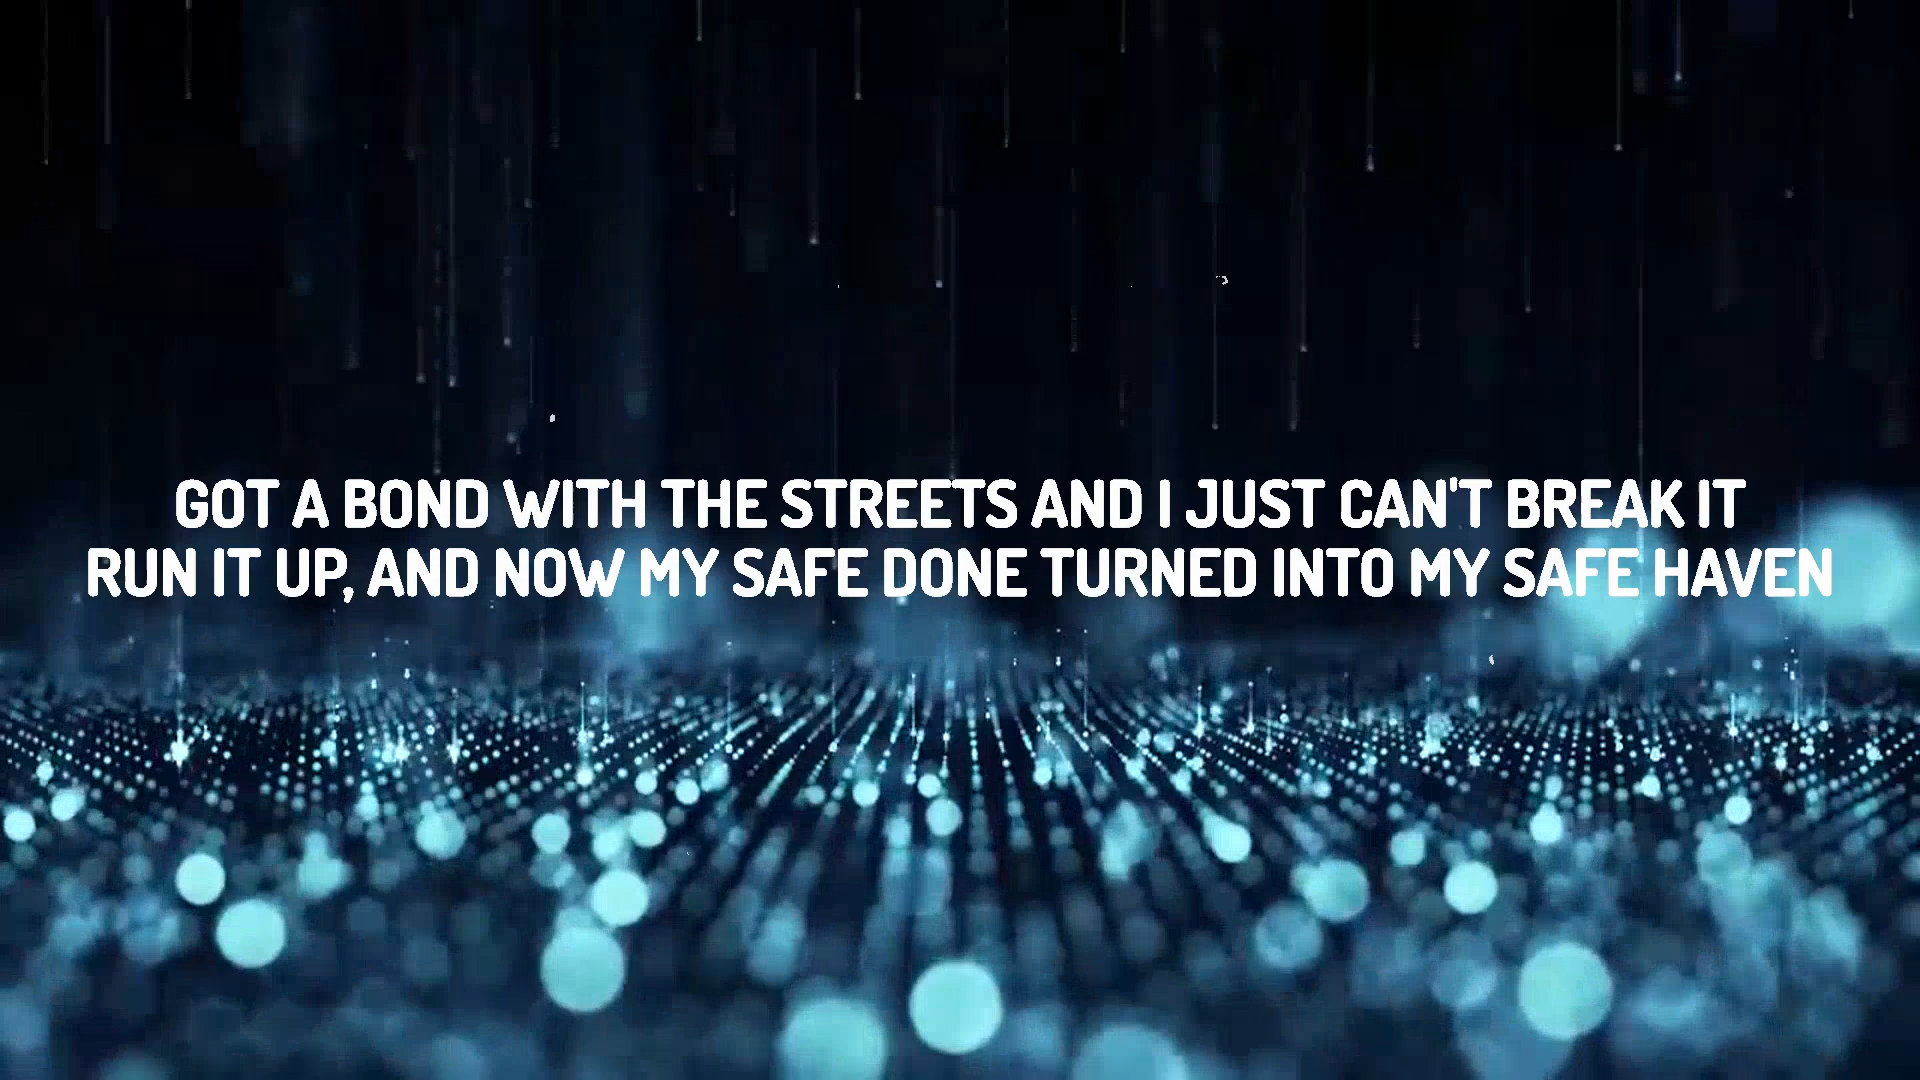 GOT A BOND WITH THE STREETS AND I JUST CAN'T BREAK IT
RUN IT UP, AND NOW MY SAFE DONE TURNED INTO MY SAFE HAVEN